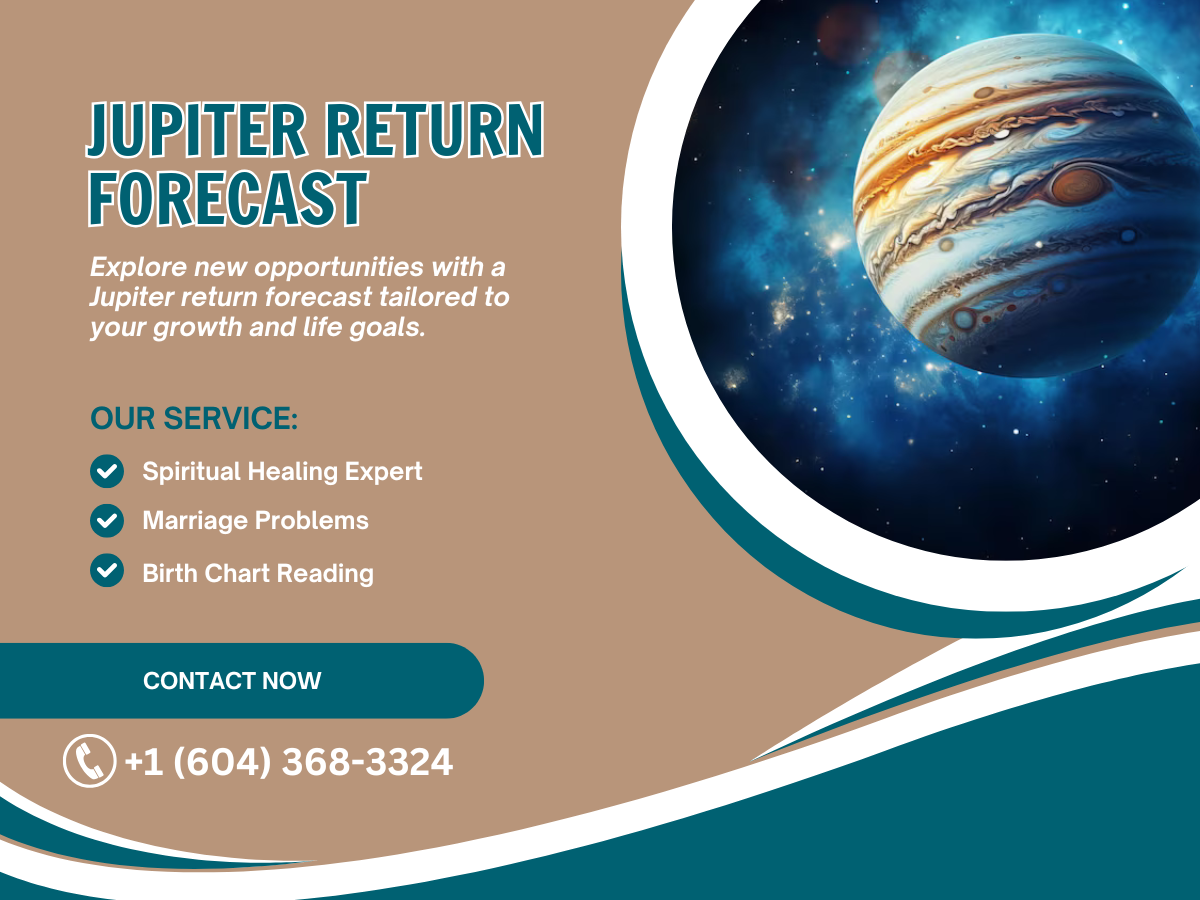 JUPITER RETURN
FORECAST
Explore new opportunities with a
Jupiter return forecast tailored to
your growth and life goals.
OUR SERVICE:
Spiritual Healing Expert
Marriage Problems
Birth Chart Reading
CONTACT NOW
+1 (604) 368-3324